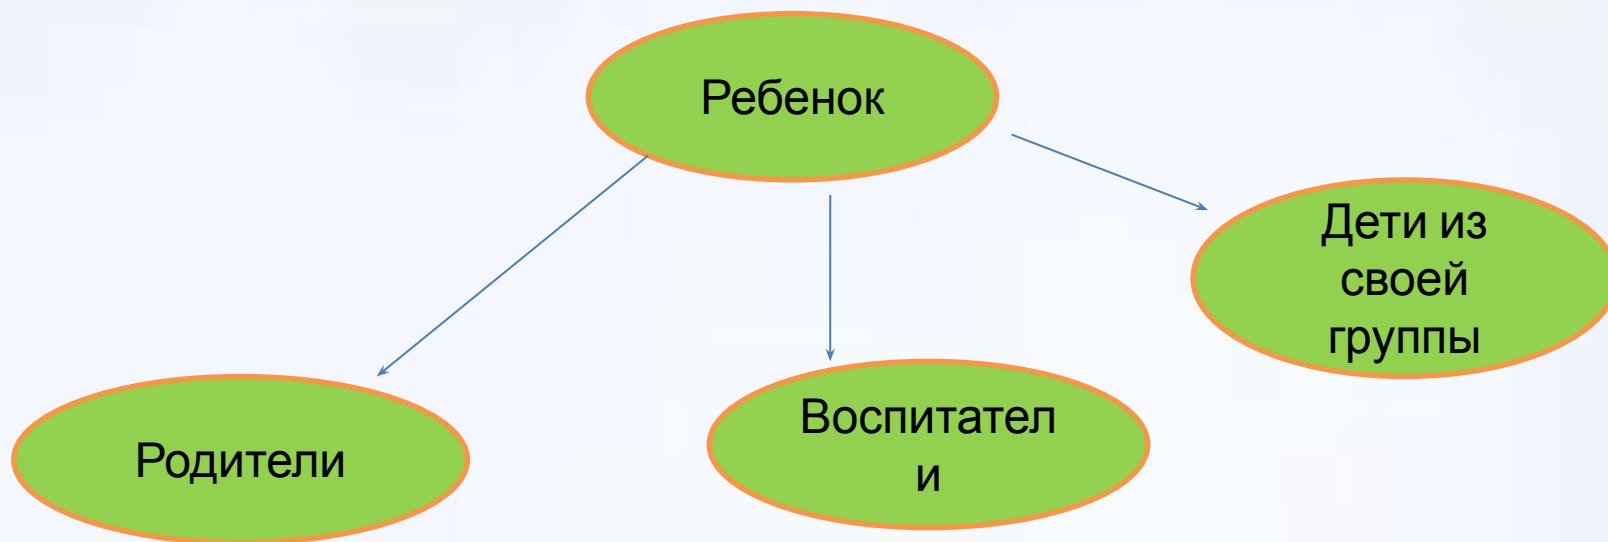 Ребенок
Дети из
своей
группы
Воспитател
и
Родители